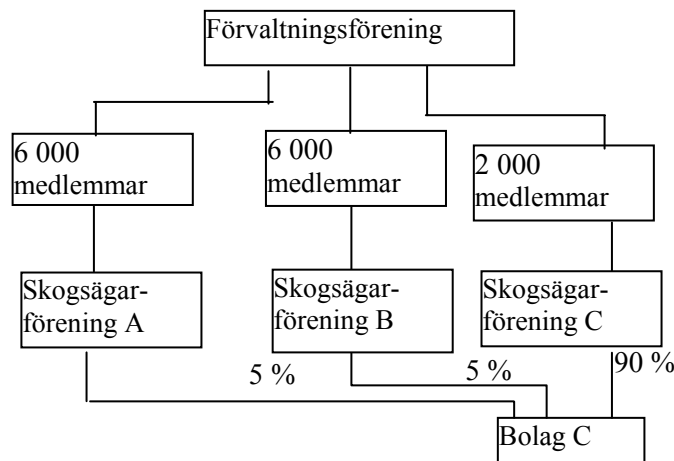 Förvaltningsförening
6 000
medlemmar
6 000
medlemmar
2 000
medlemmar
Skogsägar-
förening A
Skogsägar-
förening B
Skogsägar-
förening C
5 %
5 %
90 %
Bolag C